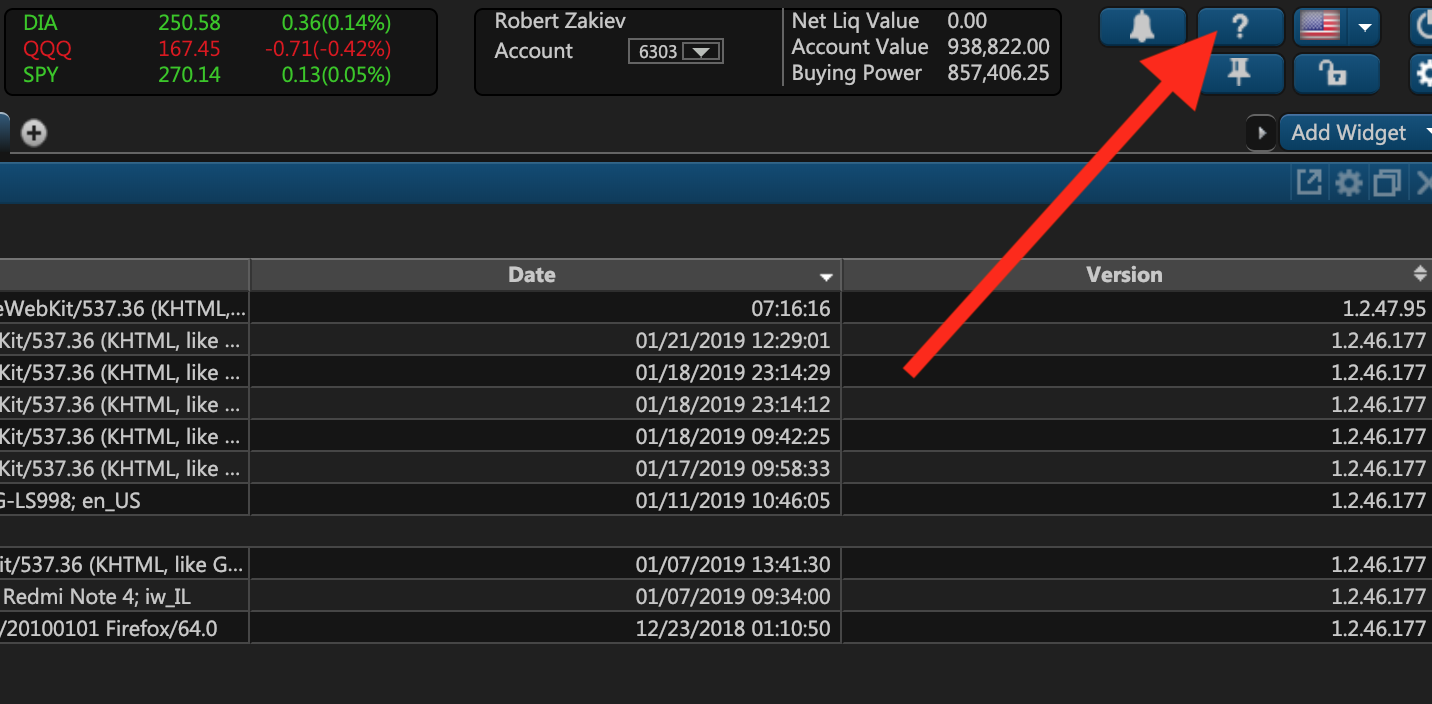 DIA 250.58 0.36(0.14%)
QQQ 167.45 -0.71(-0.42%)
SPY 270.14 0.13(0.05%)
Robert Zakiev
Account 6303
Net Liq Value 0.00
Account Value 938,822.00
Buying Power 857,406.25
?
Add Widget
Date Version
eWebKit/537.36 (KHTML,... 07:16:16 1.2.47.95
Kit/537.36 (KHTML, like ... 01/21/2019 12:29:01 1.2.46.177
Kit/537.36 (KHTML, like ... 01/18/2019 23:14:29 1.2.46.177
Kit/537.36 (KHTML, like ... 01/18/2019 23:14:12 1.2.46.177
Kit/537.36 (KHTML, like ... 01/18/2019 09:42:25 1.2.46.177
Kit/537.36 (KHTML, like ... 01/17/2019 09:58:33 1.2.46.177
G-LS998; en_US 01/11/2019 10:46:05 1.2.46.177
it/537.36 (KHTML, like G... 01/07/2019 13:41:30 1.2.46.177
Redmi Note 4; iw_IL 01/07/2019 09:34:00 1.2.46.177
/20100101 Firefox/64.0 12/23/2018 01:10:50 1.2.46.177